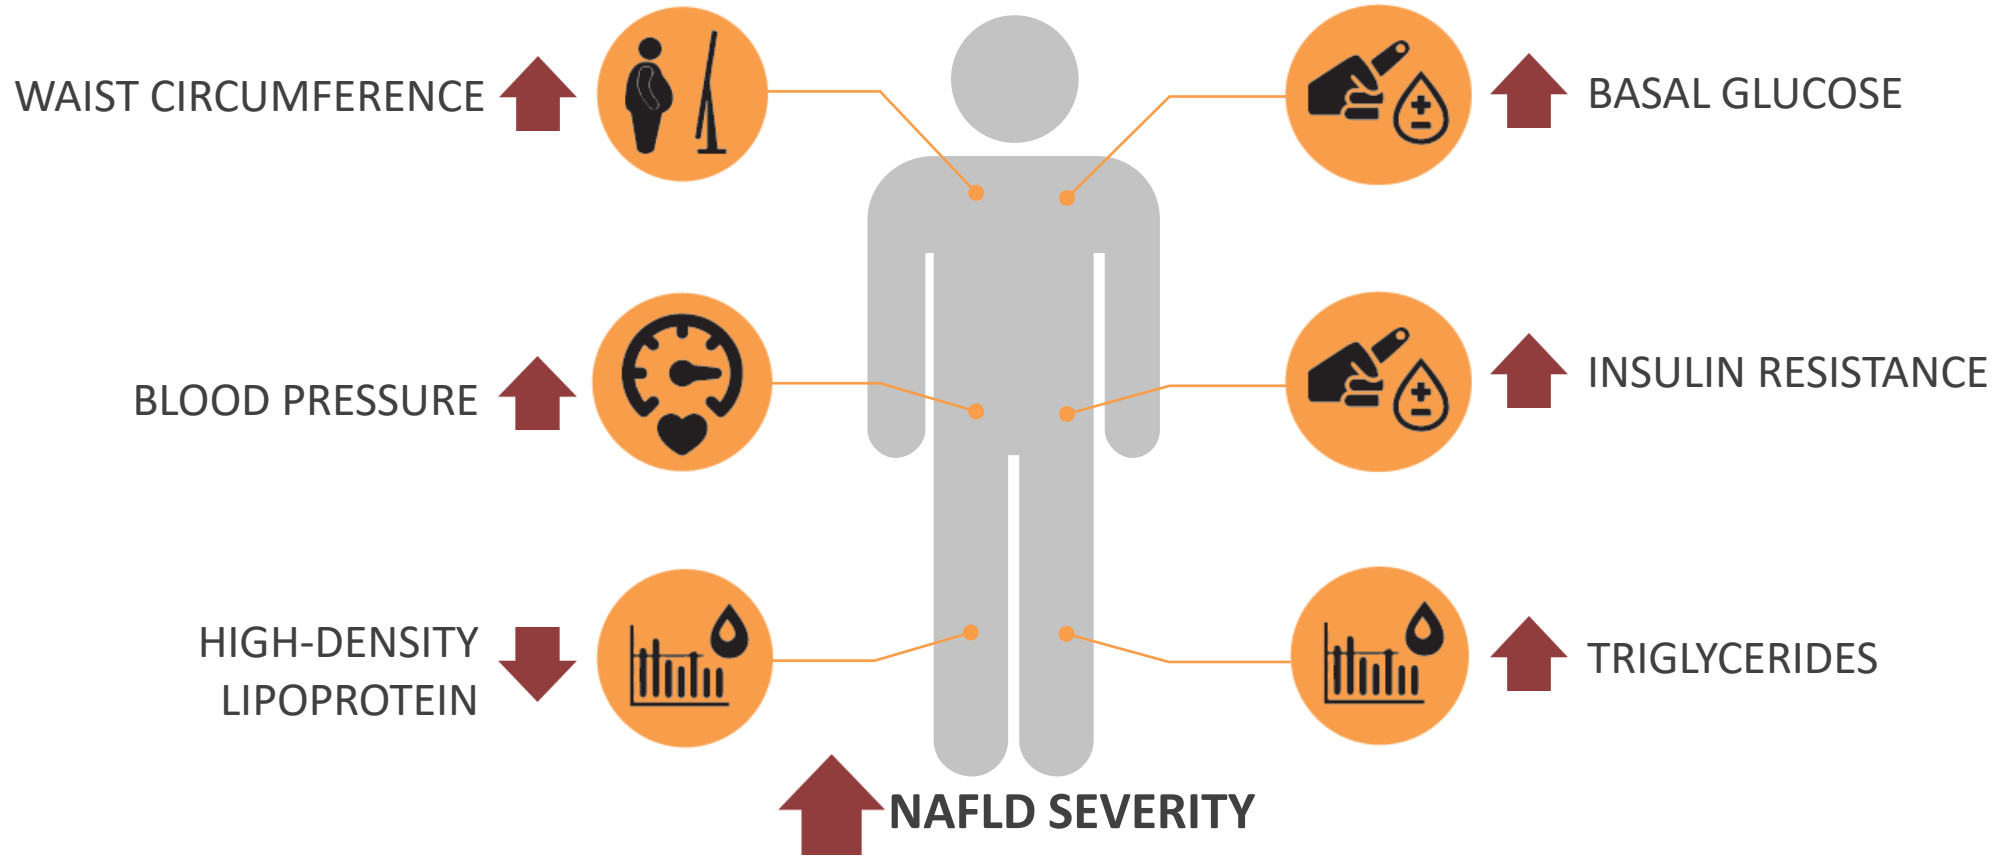 WAIST CIRCUMFERENCE
BASAL GLUCOSE
BLOOD PRESSURE
INSULIN RESISTANCE
HIGH-DENSITY
LIPOPROTEIN
TRIGLYCERIDES
NAFLD SEVERITY